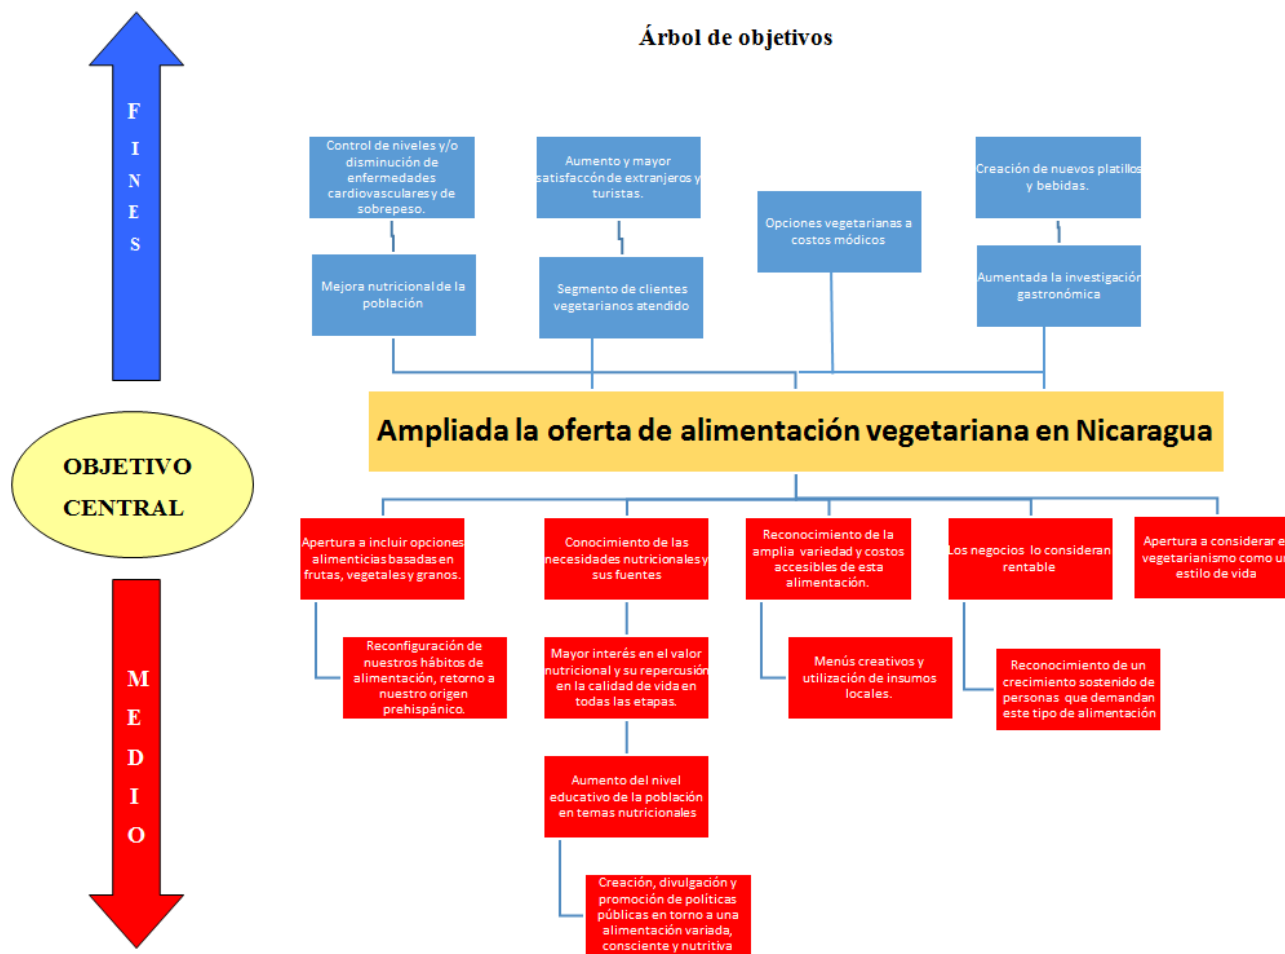 Árbol de objetivos
F
I
N
E
S
Control de niveles y/o
disminución de
enfermedades
cardiovasculares y de
sobrepeso.
Aumento y mayor
satisfaccón de extranjeros y
turistas.
Opciones vegetarianas a
costos módicos
Creación de nuevos platillos
y bebidas.
Mejora nutricional de la
población
Segmento de clientes
vegetarianos atendido
Aumentada la investigación
gastronómica
Ampliada la oferta de alimentación vegetariana en Nicaragua
OBJETIVO
CENTRAL
M
E
D
I
O
Apertura a incluir opciones
alimenticias basadas en
frutas, vegetales y granos.
Conocimiento de las
necesidades nutricionales y
sus fuentes
Reconocimiento de la
amplia variedad y costos
accesibles de esta
alimentación.
Los negocios lo consideran
rentable
Apertura a considerar e
vegetarianismo como un
estilo de vida
Reconfiguración de
nuestros hábitos de
alimentación, retorno a
nuestro origen
prehispánico.
Mayor interés en el valor
nutricional y su repercusión
en la calidad de vida en
todas las etapas.
Menús creativos y
utilización de insumos
locales.
Reconocimiento de un
crecimiento sostenido de
personas que demandan
este tipo de alimentación
Aumento del nivel
educativo de la población
en temas nutricionales
Creación, divulgación y
promoción de políticas
públicas en torno a una
alimentación variada,
consciente y nutritiva